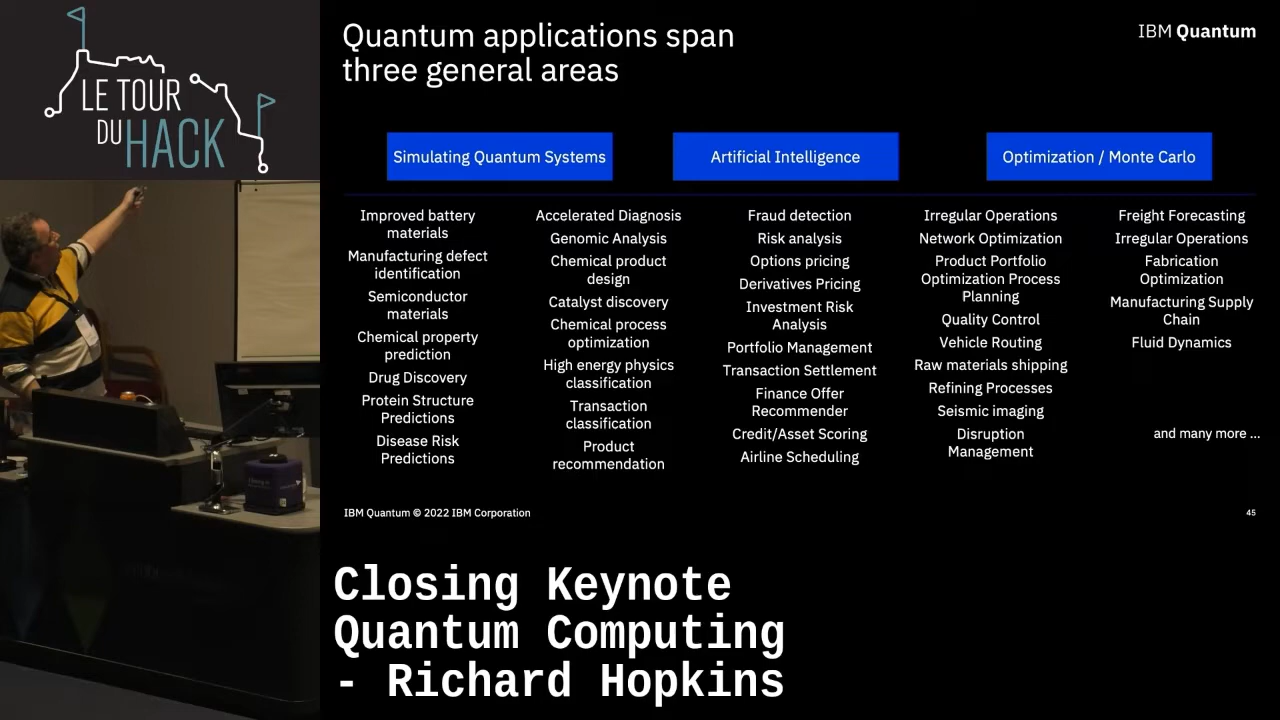 LE TOUR
DU HACK
Quantum applications span
three general areas
IBM Quantum
Simulating Quantum Systems
Artificial Intelligence
Optimization / Monte Carlo
Improved battery
materials
Manufacturing defect
identification
Semiconductor
materials
Chemical property
prediction
Drug Discovery
Protein Structure
Predictions
Disease Risk
Predictions
Accelerated Diagnosis
Genomic Analysis
Chemical product
design
Catalyst discovery
Chemical process
optimization
High energy physics
classification
Transaction
classification
Product
recommendation
Fraud detection
Risk analysis
Options pricing
Derivatives Pricing
Investment Risk
Analysis
Portfolio Management
Transaction Settlement
Finance Offer
Recommender
Credit/Asset Scoring
Airline Scheduling
Irregular Operations
Network Optimization
Product Portfolio
Optimization Process
Planning
Quality Control
Vehicle Routing
Raw materials shipping
Refining Processes
Seismic imaging
Disruption
Management
Freight Forecasting
Irregular Operations
Fabrication
Optimization
Manufacturing Supply
Chain
Fluid Dynamics
and many more ...
IBM Quantum © 2022 IBM Corporation
45
Closing Keynote
Quantum Computing
- Richard Hopkins